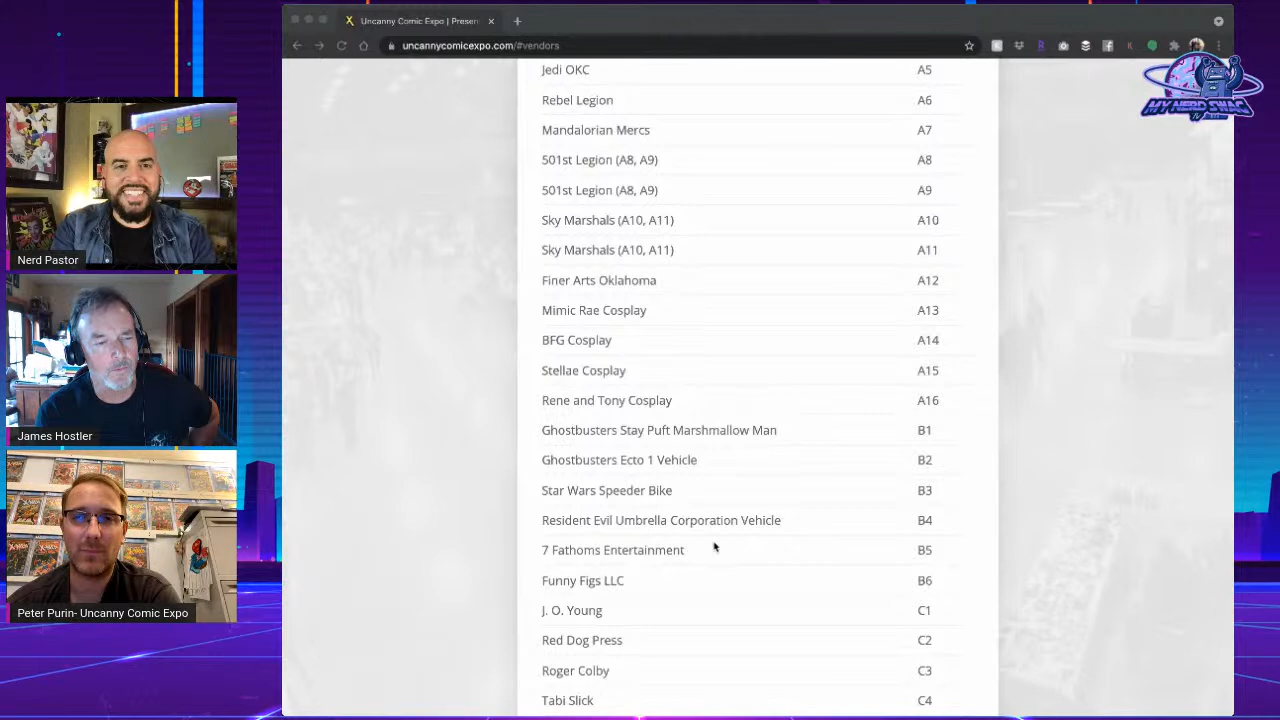 Uncanny Comic Expo | Presen
uncannycomicexpo.com/#vendors
MY NERD SWAG
TV
Nerd Pastor
James Hostler
Peter Purin- Uncanny Comic Expo
Jedi OKC A5
Rebel Legion A6
Mandalorian Mercs A7
501st Legion (A8, A9) A8
501st Legion (A8, A9) A9
Sky Marshals (A10, A11) A10
Sky Marshals (A10, A11) A11
Finer Arts Oklahoma A12
Mimic Rae Cosplay A13
BFG Cosplay A14
Stellae Cosplay A15
Rene and Tony Cosplay A16
Ghostbusters Stay Puft Marshmallow Man B1
Ghostbusters Ecto 1 Vehicle B2
Star Wars Speeder Bike B3
Resident Evil Umbrella Corporation Vehicle B4
7 Fathoms Entertainment B5
Funny Figs LLC B6
J. O. Young C1
Red Dog Press C2
Roger Colby C3
Tabi Slick C4